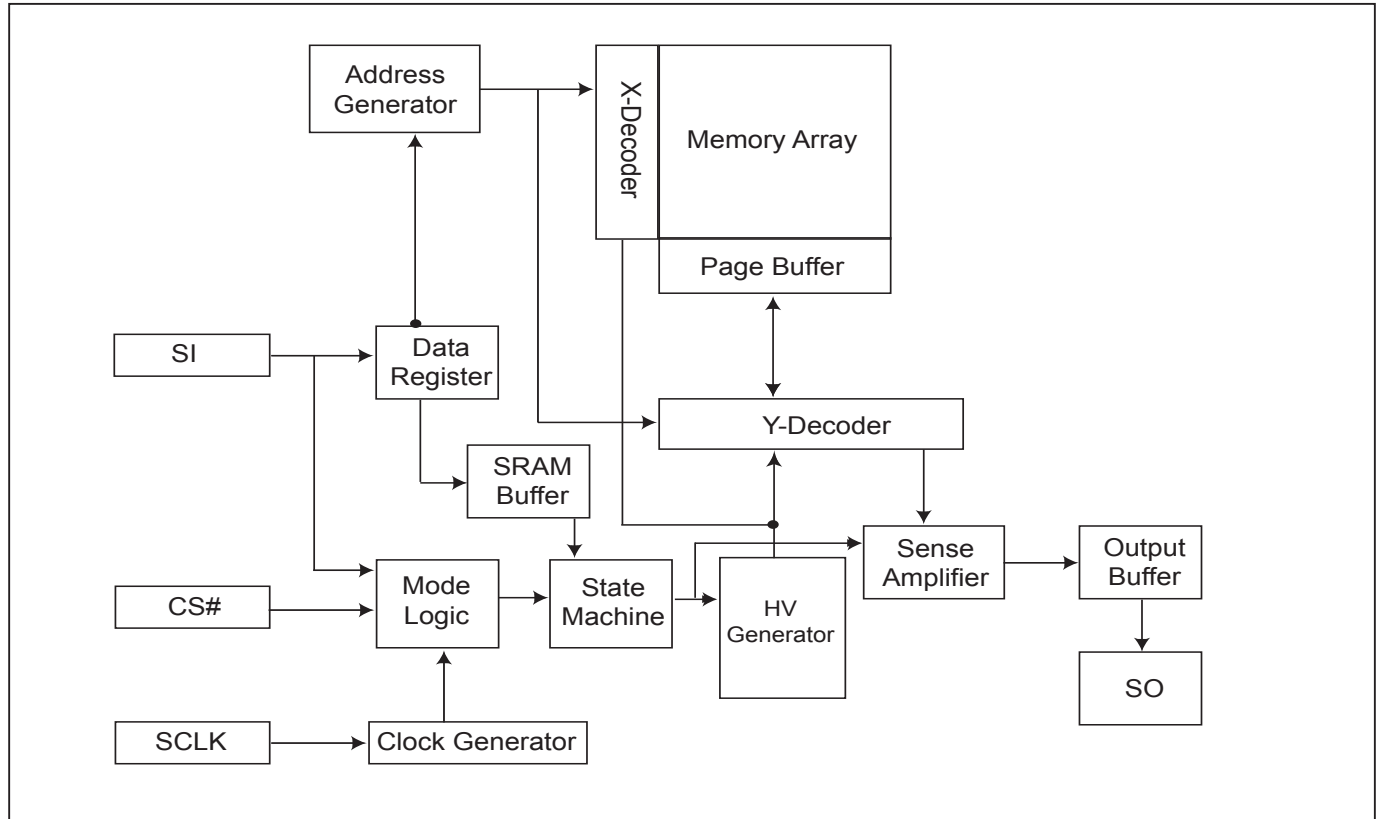 Address
Generator
X-Decoder
Memory Array
Page Buffer
SI
Data
Register
Y-Decoder
SRAM
Buffer
Sense
Amplifier
Output
Buffer
CS#
Mode
Logic
State
Machine
HV
Generator
SO
SCLK
Clock Generator